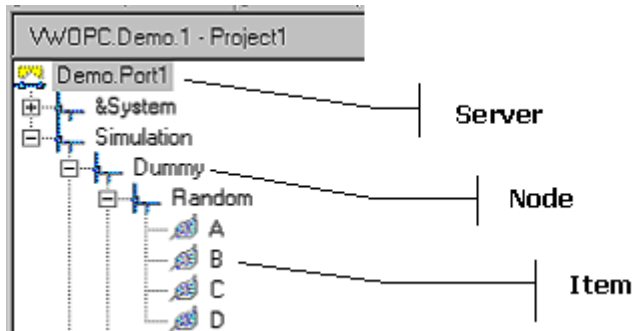 VWOPC.Demo.1 - Project1
Demo.Port1
&System
Server
Simulation
Dummy
Node
Random
A
B
Item
C
D